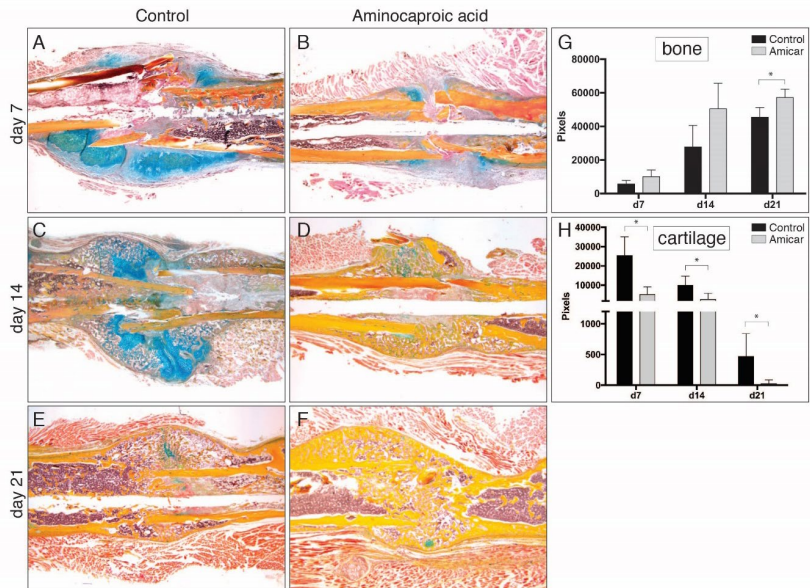 Control
Aminocaproic acid
day 7
A
B
day 14
C
D
day 21
E
F
G
bone
Control
Amicar
Pixels
80000
60000
40000
20000
0
*
d7
d14
d21
H
cartilage
Control
Amicar
Pixels
40000
30000
20000
10000
1000
500
0
*
*
*
d7
d14
d21